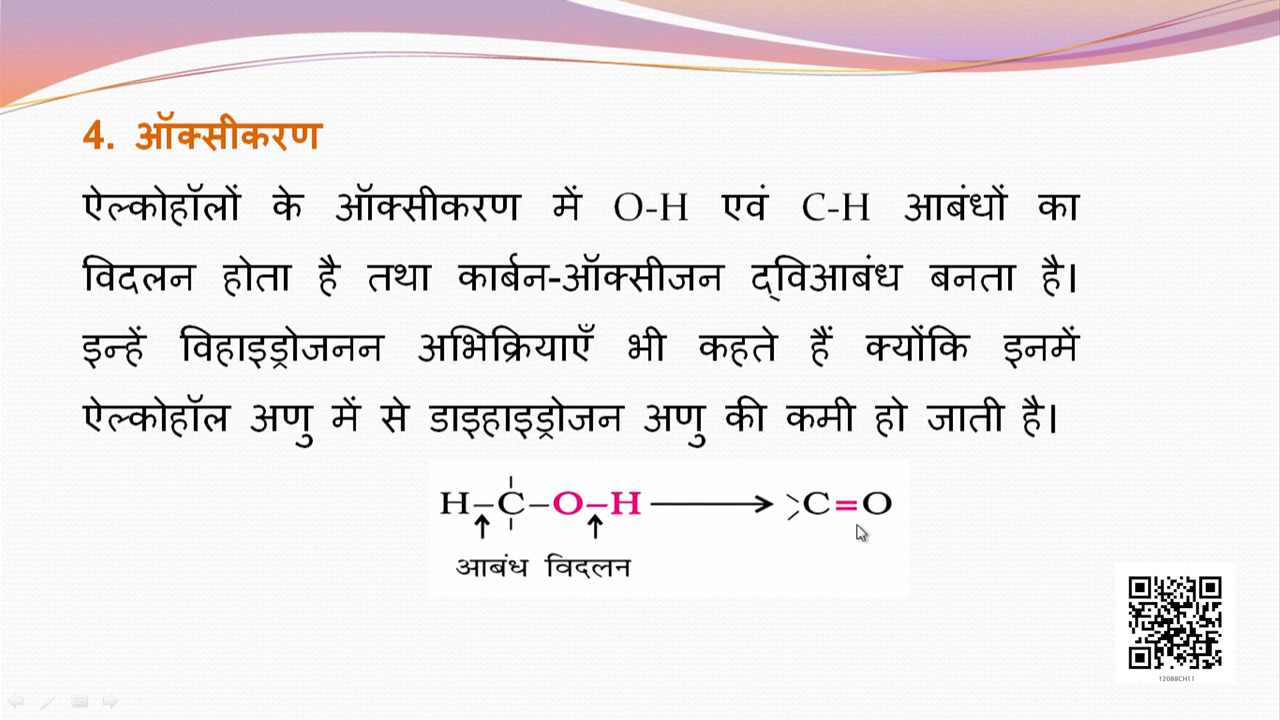 4. ऑक्सीकरण
ऐल्कोहॉलों के ऑक्सीकरण में O-H एवं C-H आबंधों का
विदलन होता है तथा कार्बन-ऑक्सीजन द्विआबंध बनता है।
इन्हें विहाइड्रोजनन अभिक्रियाएँ भी कहते हैं क्योंकि इनमें
ऐल्कोहॉल अणु में से डाइहाइड्रोजन अणु की कमी हो जाती है।
H–C–O–H ⟶ >C=O
आबंध विदलन
12088CH11